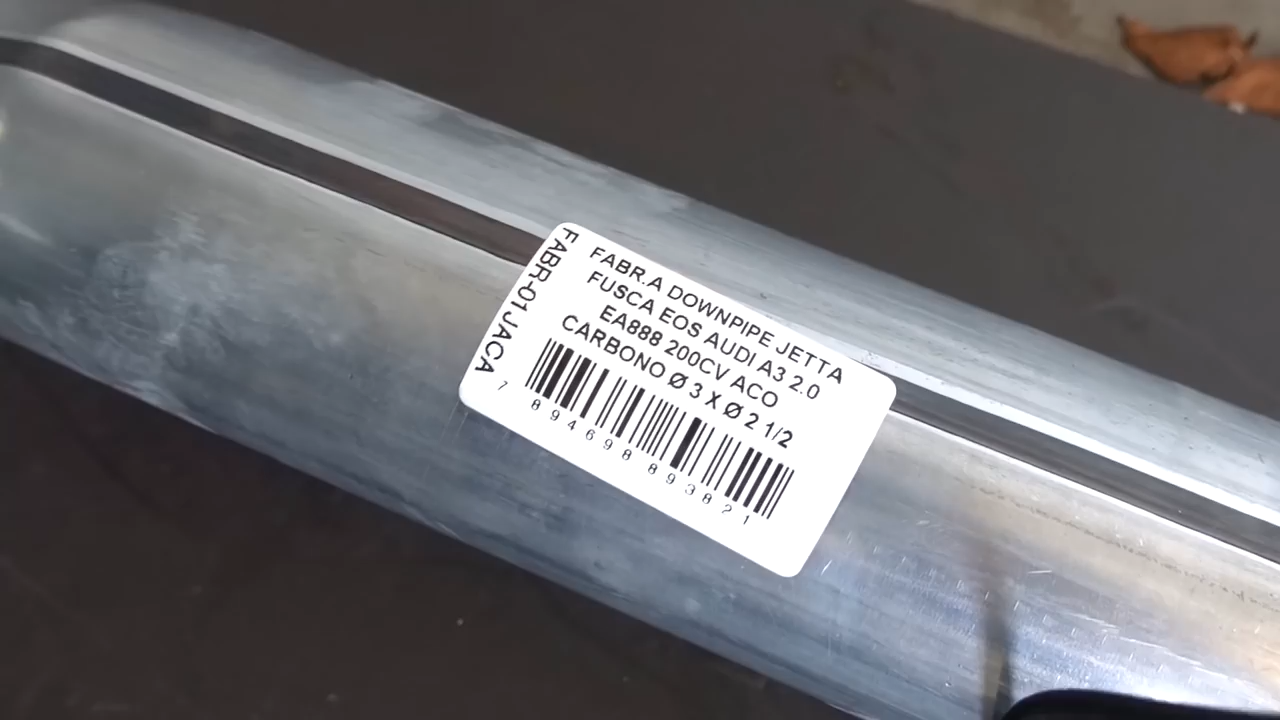 FABR-01JACA
FABR.A DOWNPIPE JETTA
FUSCA EOS AUDI A3 2.0
EA888 200CV ACO
CARBONO Ø 3 X Ø 2 1/2
7 894698 893821